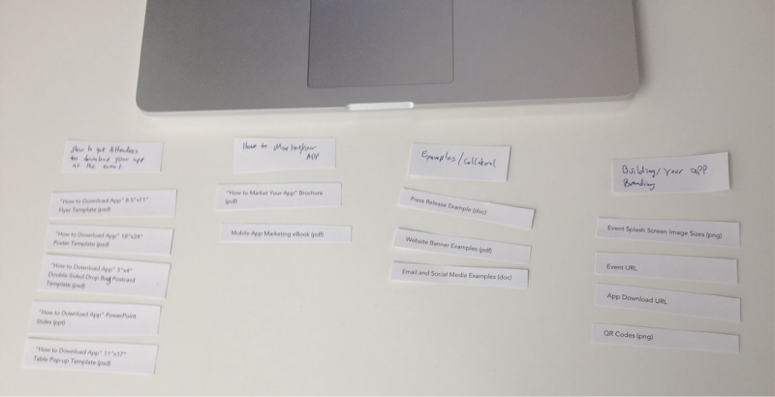 How to get Attendees
to download your app
at the event
"How to Download App" 8.5"x11"
Flyer Template (psd)
"How to Download App" 18"x24"
Poster Template (psd)
"How to Download App" 5"x4"
Double Sided Drop Bag Postcard
Template (psd)
"How to Download App" PowerPoint
Slides (ppt)
"How to Download App" 11"x17"
Table Pop-up Template (psd)
How to Market your
APP
"How to Market Your App" Brochure
(pdf)
Mobile App Marketing eBook (pdf)
Examples/Collateral
Press Release Example (doc)
Website Banner Examples (pdf)
Email and Social Media Examples (doc)
Building/your app
Branding
Event Splash Screen Image Sizes (png)
Event URL
App Download URL
QR Codes (png)